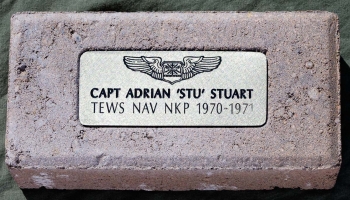 CAPT ADRIAN 'STU' STUART
TEWS NAV NKP 1970-1971